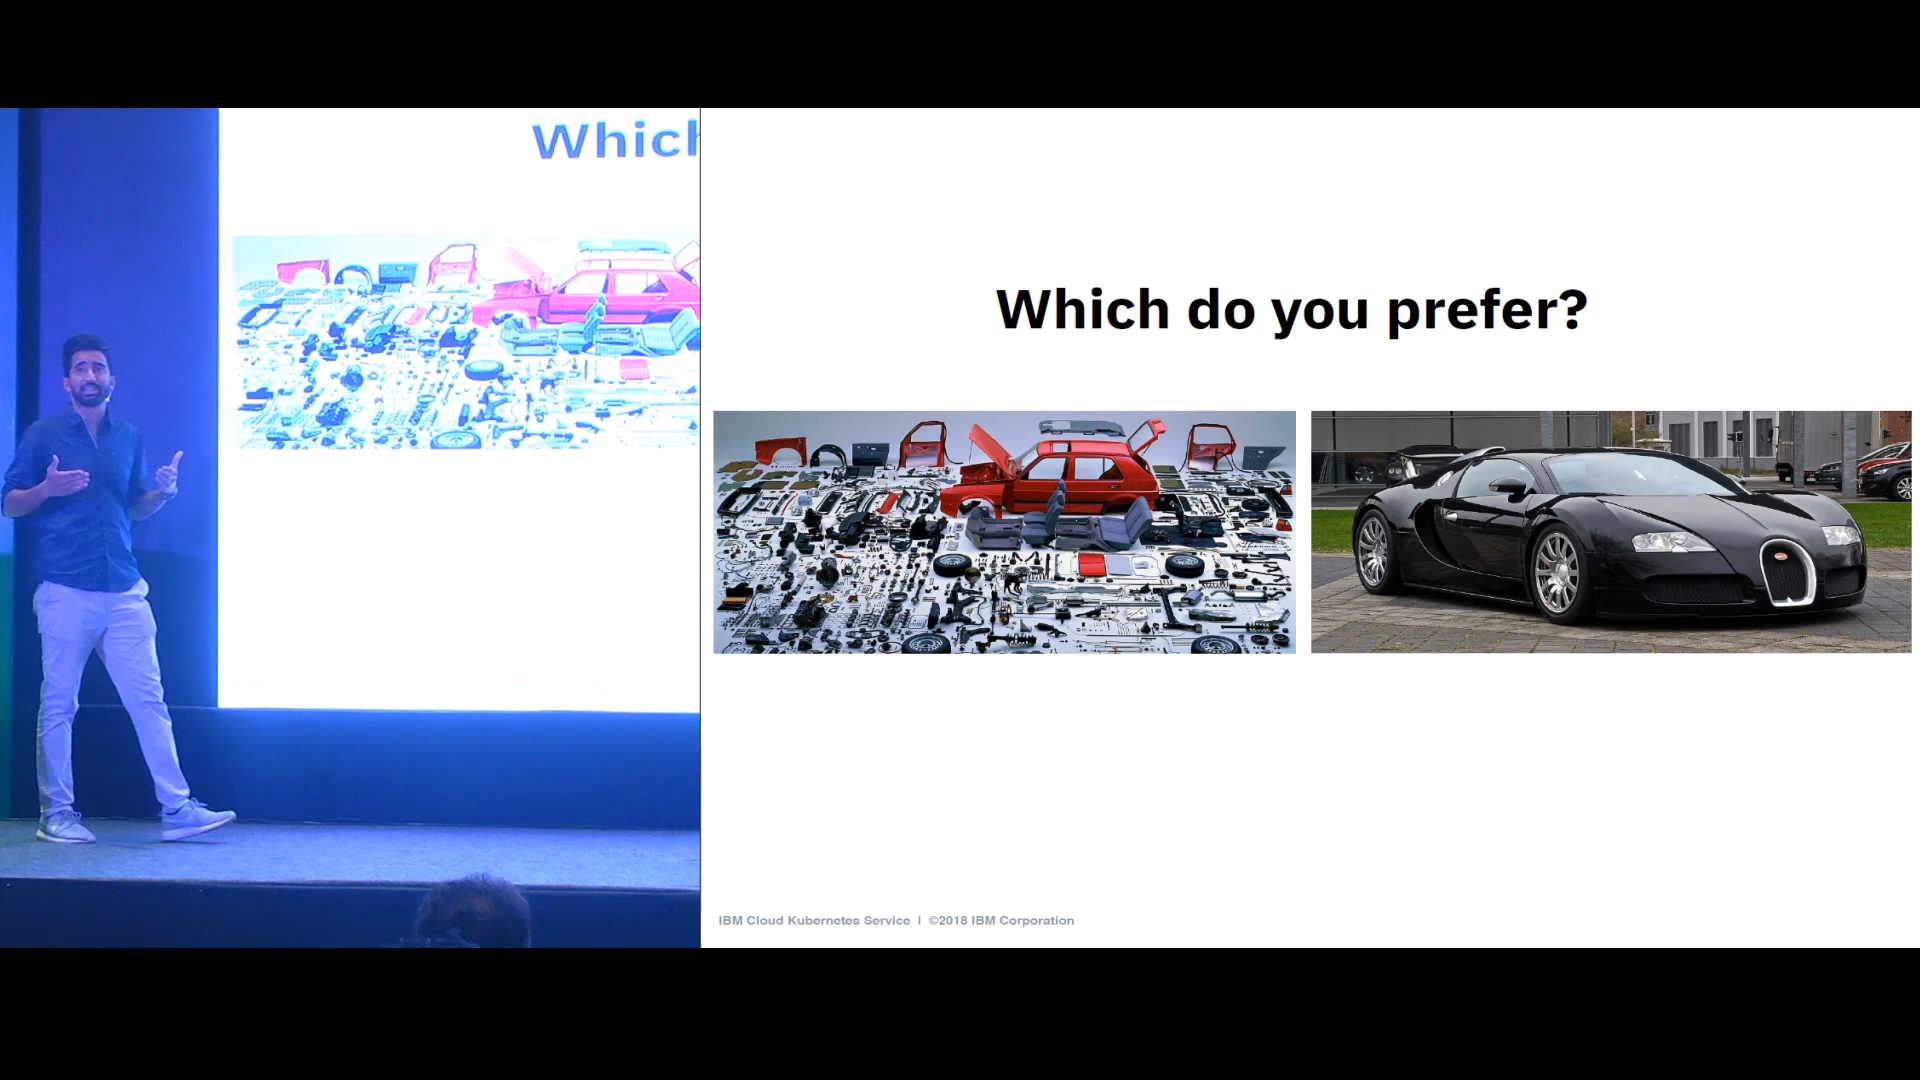 Which
Which do you prefer?
IBM Cloud Kubernetes Service | ©2018 IBM Corporation